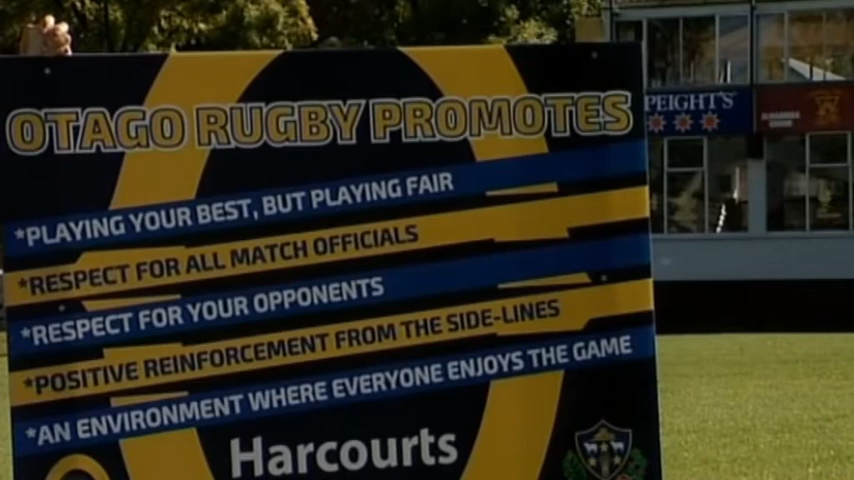 OTAGO RUGBY PROMOTES
*PLAYING YOUR BEST, BUT PLAYING FAIR
*RESPECT FOR ALL MATCH OFFICIALS
*RESPECT FOR YOUR OPPONENTS
*POSITIVE REINFORCEMENT FROM THE SIDE-LINES
*AN ENVIRONMENT WHERE EVERYONE ENJOYS THE GAME
Harcourts
PEIGHT'S